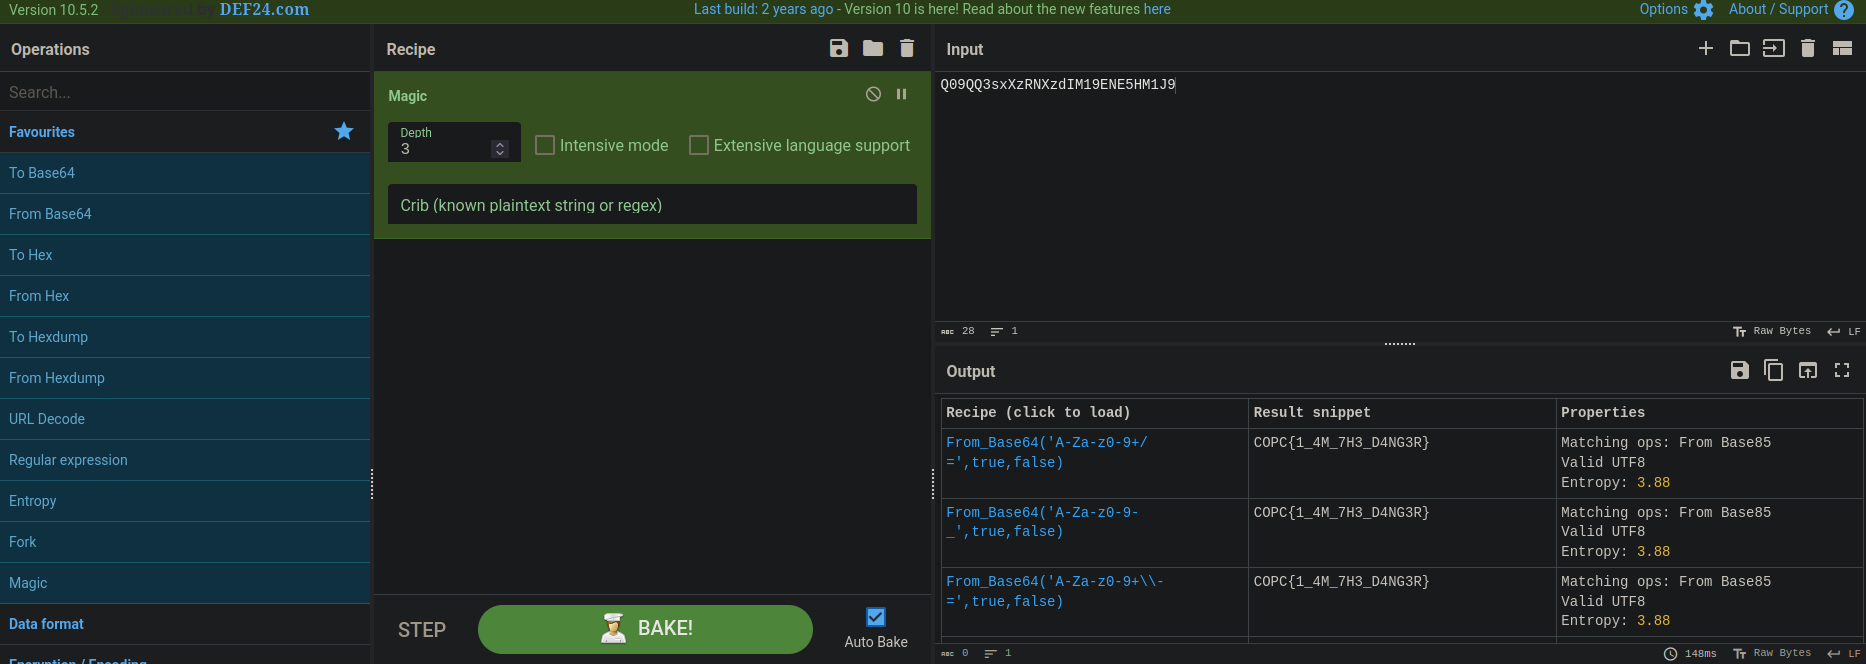 Version 10.5.2 sponsored by DEF24.com Last build: 2 years ago - Version 10 is here! Read about the new features here Options About / Support
Operations
Search...
Favourites
To Base64
From Base64
To Hex
From Hex
To Hexdump
From Hexdump
URL Decode
Regular expression
Entropy
Fork
Magic
Data format
Encryption / Encoding
Recipe
Magic
Depth
3 Intensive mode Extensive language support
Crib (known plaintext string or regex)
STEP BAKE! Auto Bake
Input
Q09QQ3sxXzRNXzdIM19ENE5HM1J9
ABC 28 1 Raw Bytes LF
Output
Recipe (click to load) Result snippet Properties
From_Base64('A-Za-z0-9+/ COPC{1_4M_7H3_D4NG3R} Matching ops: From Base85
=',true,false) Valid UTF8
Entropy: 3.88
From_Base64('A-Za-z0-9- COPC{1_4M_7H3_D4NG3R} Matching ops: From Base85
_',true,false) Valid UTF8
Entropy: 3.88
From_Base64('A-Za-z0-9+\\- COPC{1_4M_7H3_D4NG3R} Matching ops: From Base85
=',true,false) Valid UTF8
Entropy: 3.88
ABC 0 1 148ms Raw Bytes LF